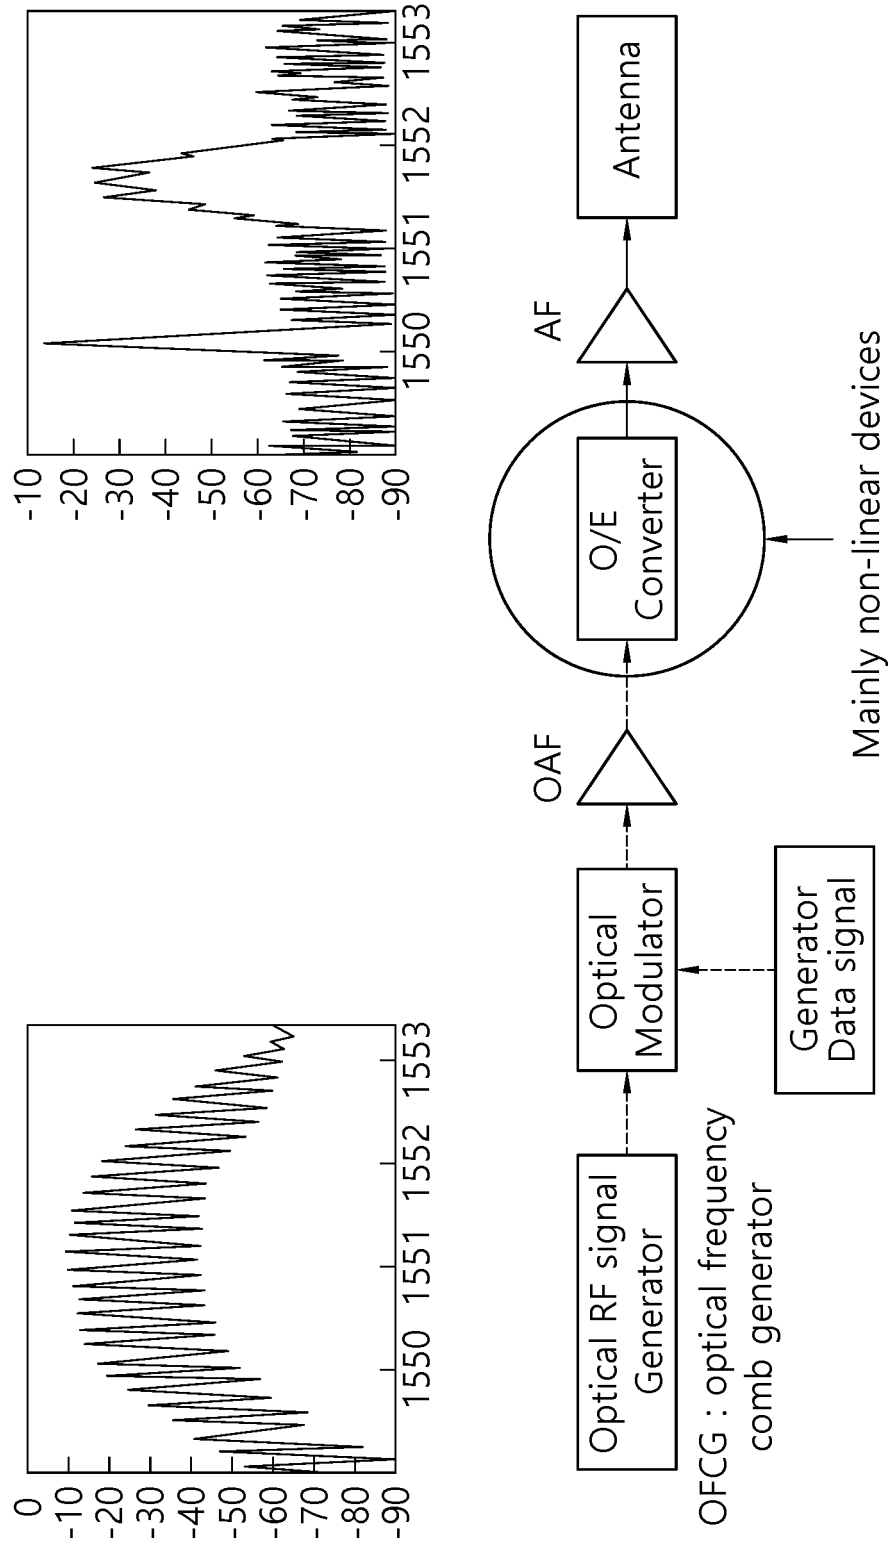 0
-10
-20
-30
-40
-50
-60
-70
-80
-90
1550
1551
1552
1553
-10
-20
-30
-40
-50
-60
-70
-80
-90
1550
1551
1552
1553
Optical RF signal
Generator
OFCG : optical frequency
comb generator
Optical
Modulator
Generator
Data signal
OAF
O/E
Converter
Mainly non-linear devices
AF
Antenna